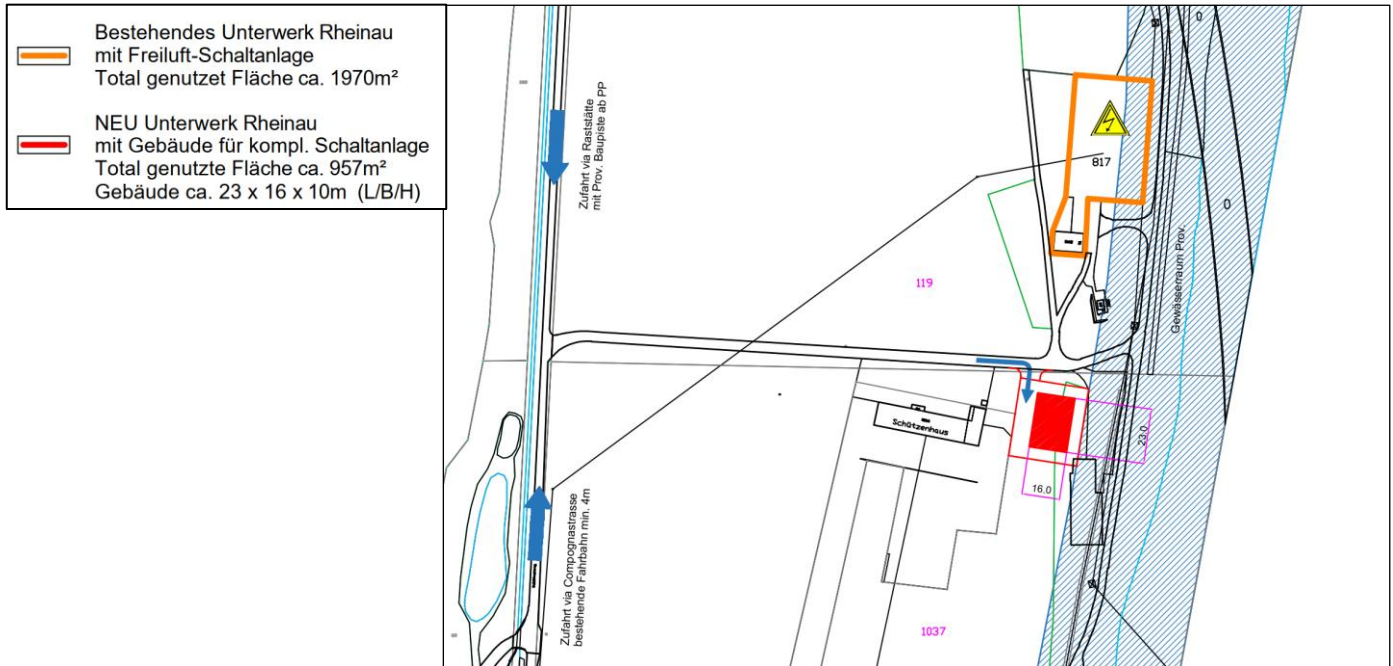 Bestehendes Unterwerk Rheinau
mit Freiluft-Schaltanlage
Total genutzet Fläche ca. 1970m²
NEU Unterwerk Rheinau
mit Gebäude für kompl. Schaltanlage
Total genutzte Fläche ca. 957m²
Gebäude ca. 23 x 16 x 10m (L/B/H)
Zufahrt via Raststätte
mit Prov. Baupiste ab PP
817
0
0
Gewässerraum Prov.
119
Schützenhaus
23.0
16.0
Zufahrt via Compognastrasse
bestehende Fahrbahn min. 4m
1037